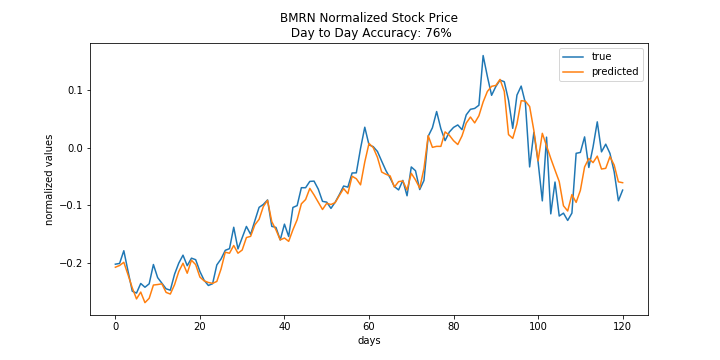 BMRN Normalized Stock Price
Day to Day Accuracy: 76%
true
predicted
normalized values
0.1
0.0
−0.1
−0.2
0
20
40
60
80
100
120
days